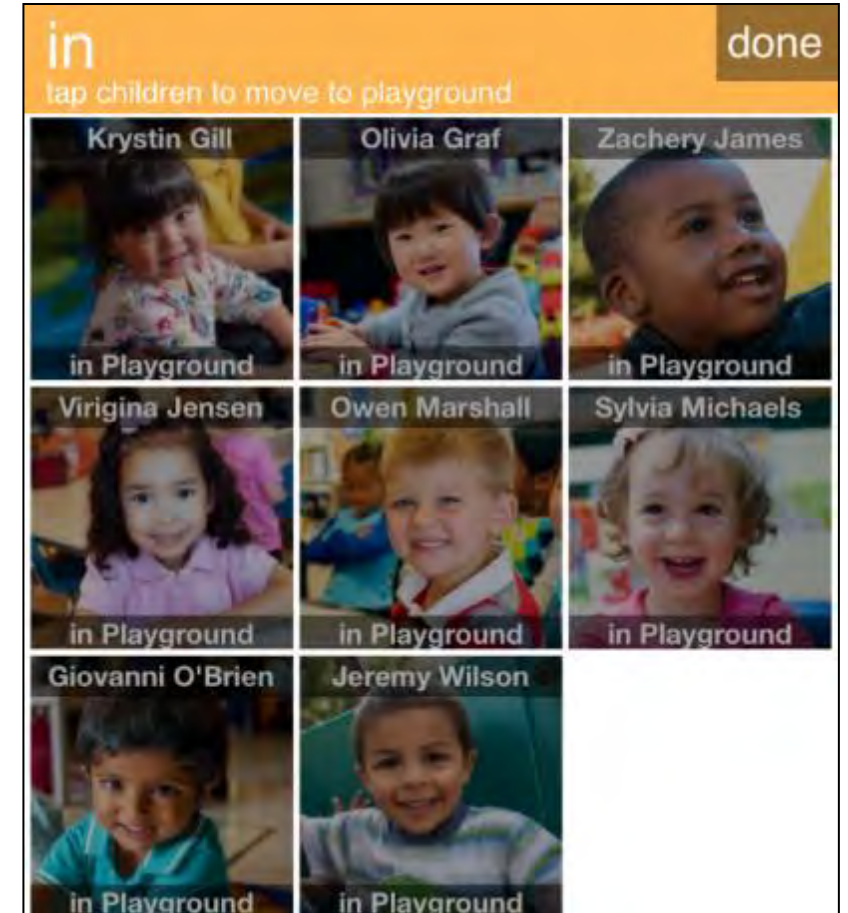 in
done
tap children to move to playground
Krystin Gill
Olivia Graf
Zachery James
in Playground
in Playground
in Playground
Virigina Jensen
Owen Marshall
Sylvia Michaels
in Playground
in Playground
in Playground
Giovanni O'Brien
Jeremy Wilson
in Playground
in Playground